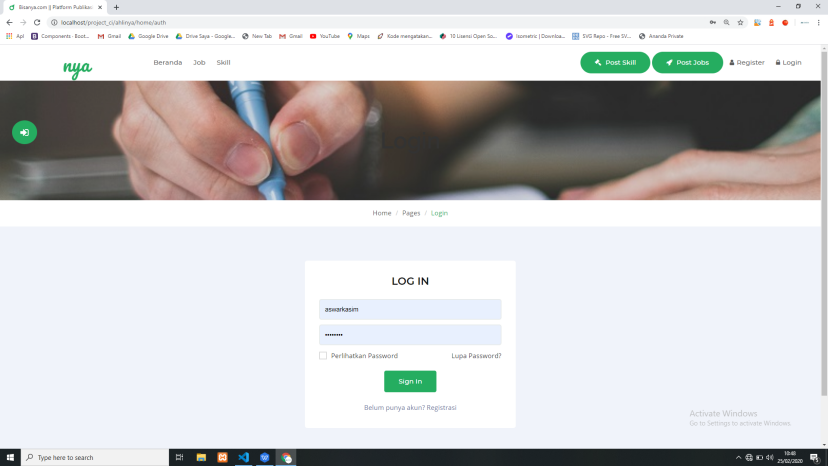 Bisanya.com || Platform Publikasi
localhost/project_ci/ahlinya/home/auth
Apl
Components · Boot...
Gmail
Google Drive
Drive Saya - Google...
New Tab
Gmail
YouTube
Maps
Kode mengatakan...
10 Lisensi Open So...
Isometric | Downloa...
SVG Repo - Free SV...
Ananda Private
nya
Beranda
Job
Skill
Post Skill
Post Jobs
Register
Login
Home / Pages / Login
LOG IN
aswarkasim
••••••••
Perlihatkan Password
Lupa Password?
Sign In
Belum punya akun? Registrasi
Activate Windows
Go to Settings to activate Windows.
Type here to search
10:48
25/02/2020